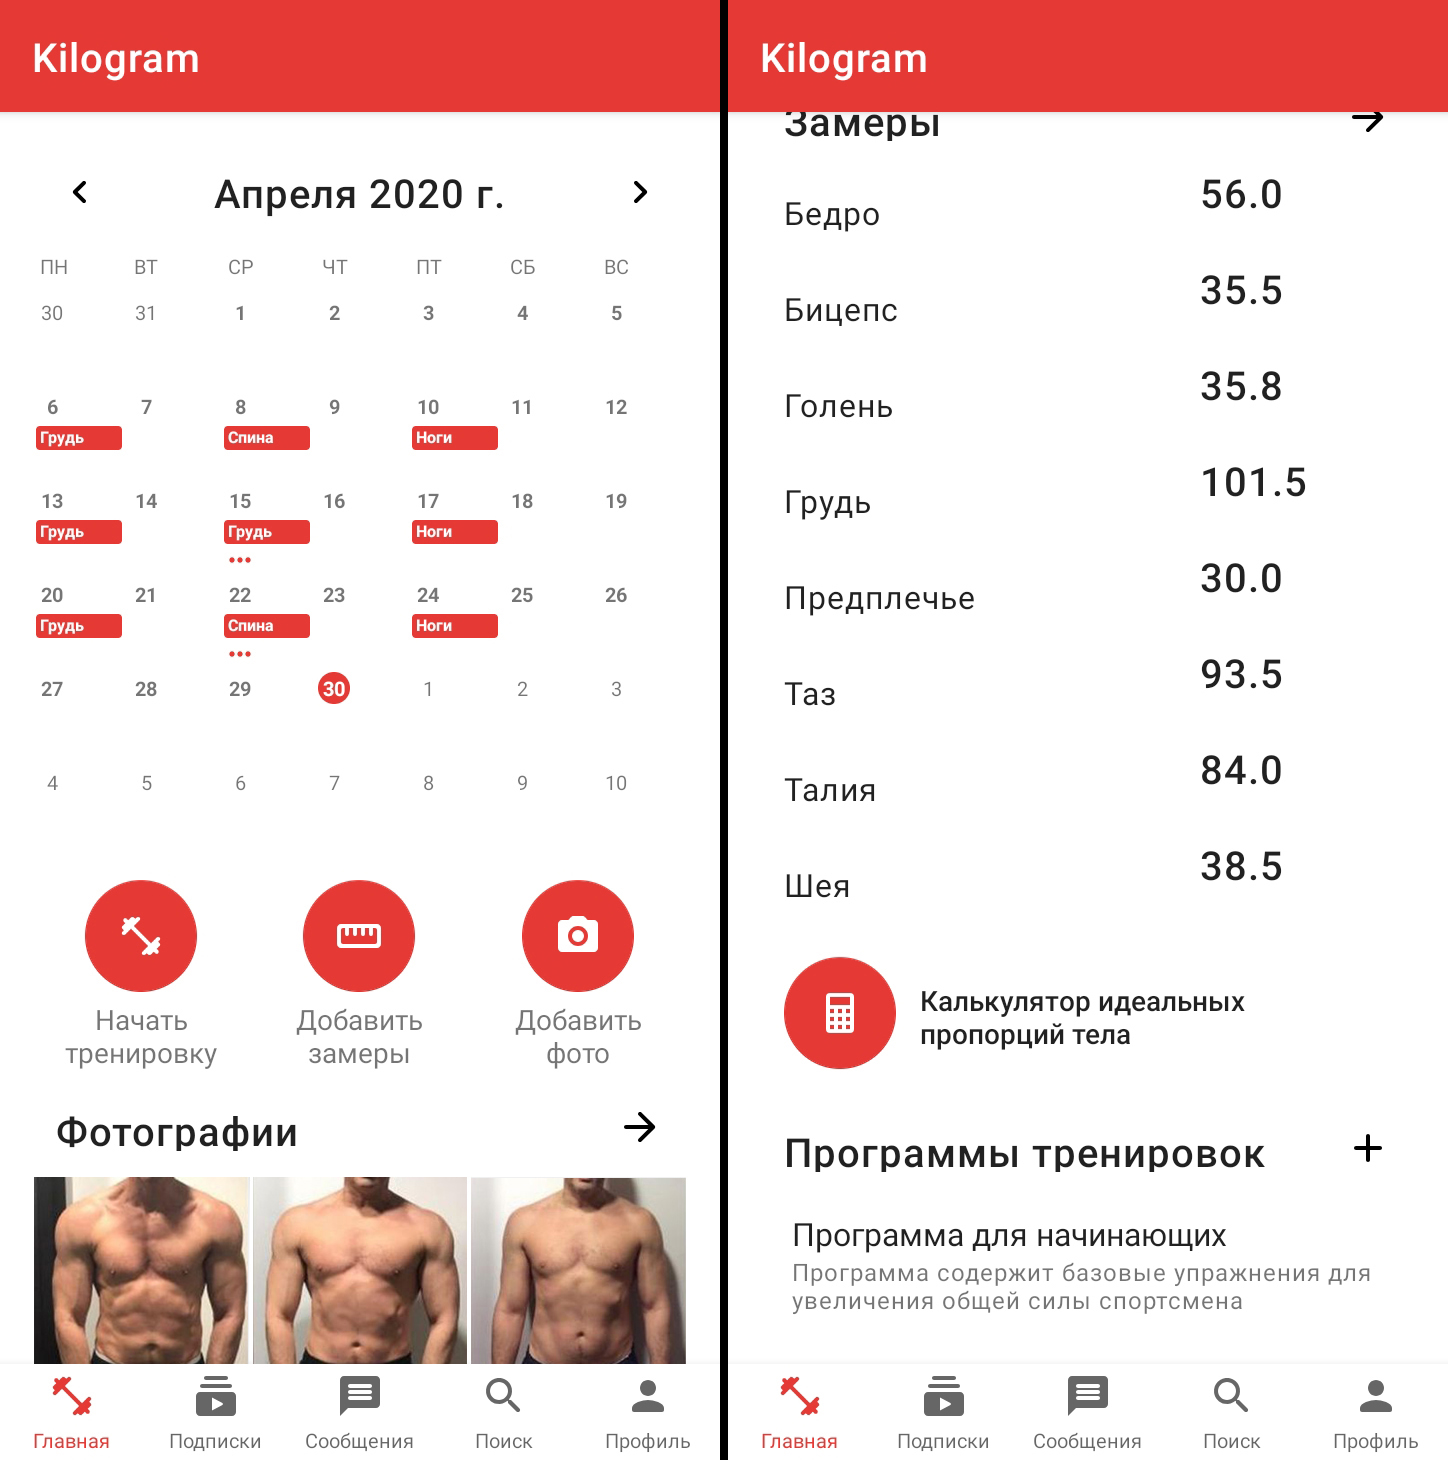 Kilogram
Апреля 2020 г.
ПН ВТ СР ЧТ ПТ СБ ВС
30 31 1 2 3 4 5
6 7 8 9 10 11 12
Грудь Спина Ноги
13 14 15 16 17 18 19
Грудь Грудь Ноги
20 21 22 23 24 25 26
Грудь Спина Ноги
27 28 29 30 1 2 3
4 5 6 7 8 9 10
Начать тренировку
Добавить замеры
Добавить фото
Фотографии
Главная Подписки Сообщения Поиск Профиль
Kilogram
Замеры
Бедро 56.0
Бицепс 35.5
Голень 35.8
Грудь 101.5
Предплечье 30.0
Таз 93.5
Талия 84.0
Шея 38.5
Калькулятор идеальных
пропорций тела
Программы тренировок
Программа для начинающих
Программа содержит базовые упражнения для
увеличения общей силы спортсмена
Главная Подписки Сообщения Поиск Профиль